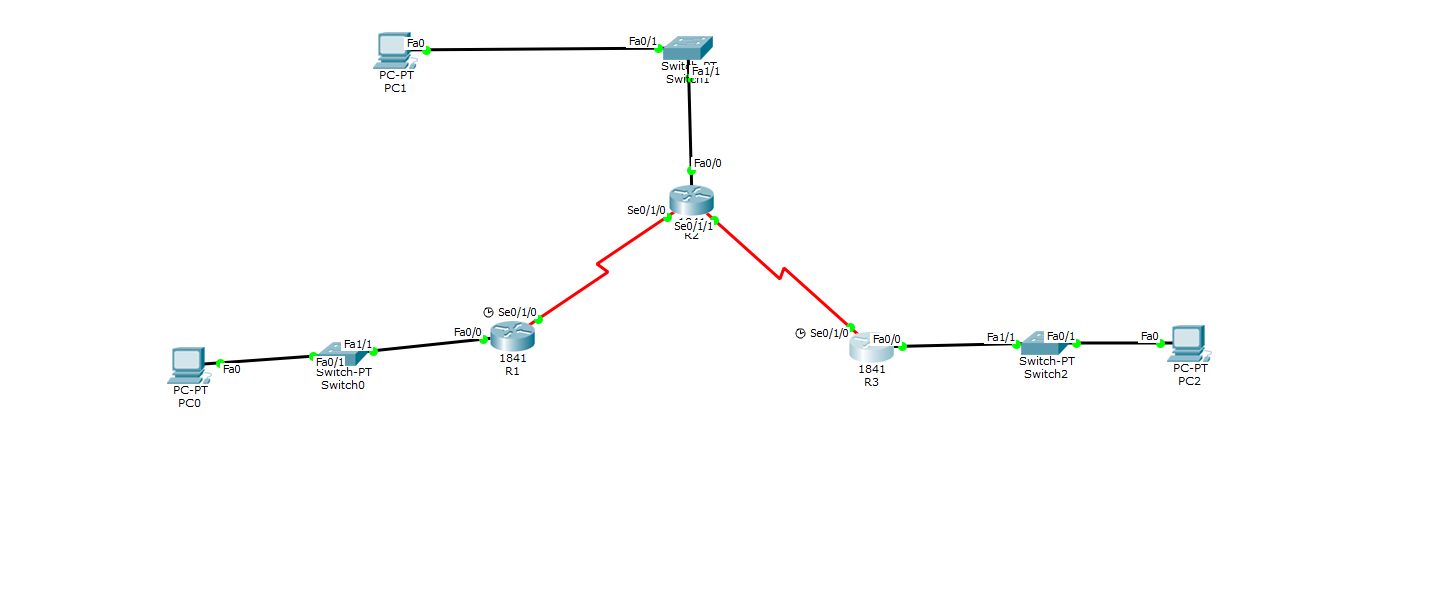 Fa0
PC-PT
PC1
Fa0/1
Switch-PT
Switch1
Fa1/1
Fa0/0
Se0/1/0
Se0/1/1
1841
R2
Se0/1/0
Fa0/0
1841
R1
Fa1/1
Fa0/1
Switch-PT
Switch0
Fa0
PC-PT
PC0
Se0/1/0
Fa0/0
1841
R3
Fa1/1
Fa0/1
Switch-PT
Switch2
Fa0
PC-PT
PC2